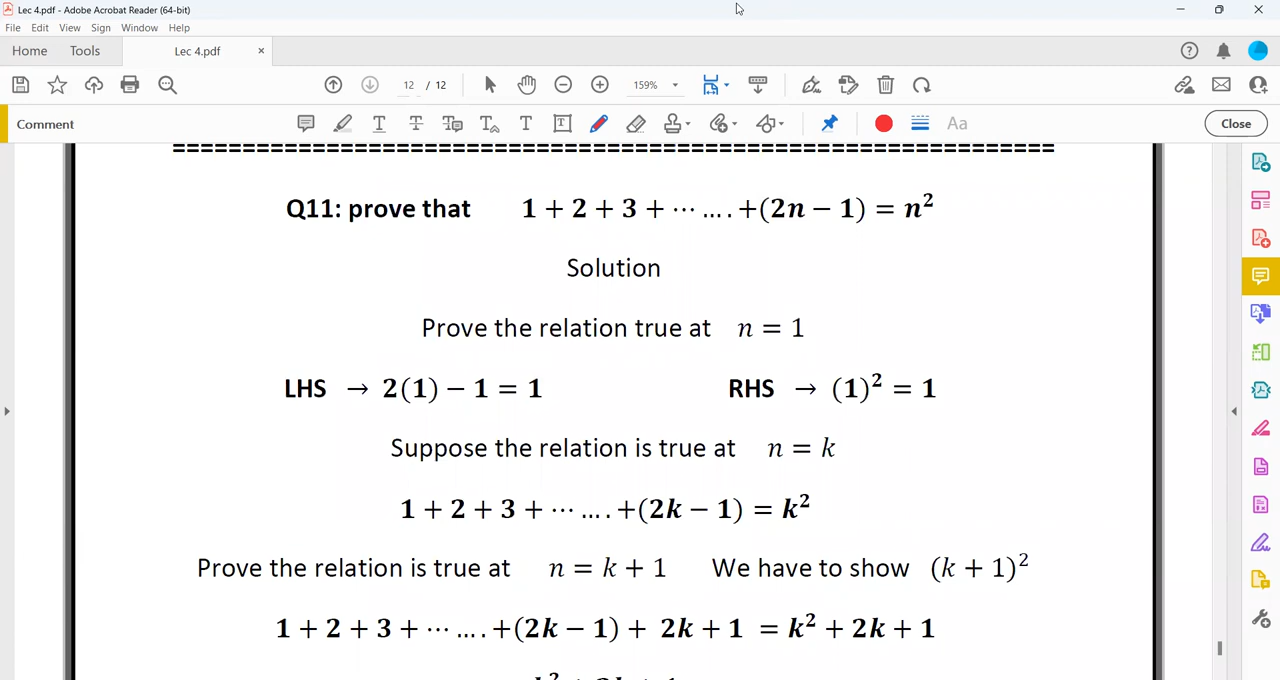 Lec 4.pdf - Adobe Acrobat Reader (64-bit)
File Edit View Sign Window Help
Home Tools Lec 4.pdf ×
12 / 12 159%
Comment Aa Close
==========================================================================
Q11: prove that 1 + 2 + 3 + ⋯ …. +(2n − 1) = n²
Solution
Prove the relation true at n = 1
LHS → 2(1) − 1 = 1 RHS → (1)² = 1
Suppose the relation is true at n = k
1 + 2 + 3 + ⋯ …. +(2k − 1) = k²
Prove the relation is true at n = k + 1 We have to show (k + 1)²
1 + 2 + 3 + ⋯ …. +(2k − 1) + 2k + 1 = k² + 2k + 1